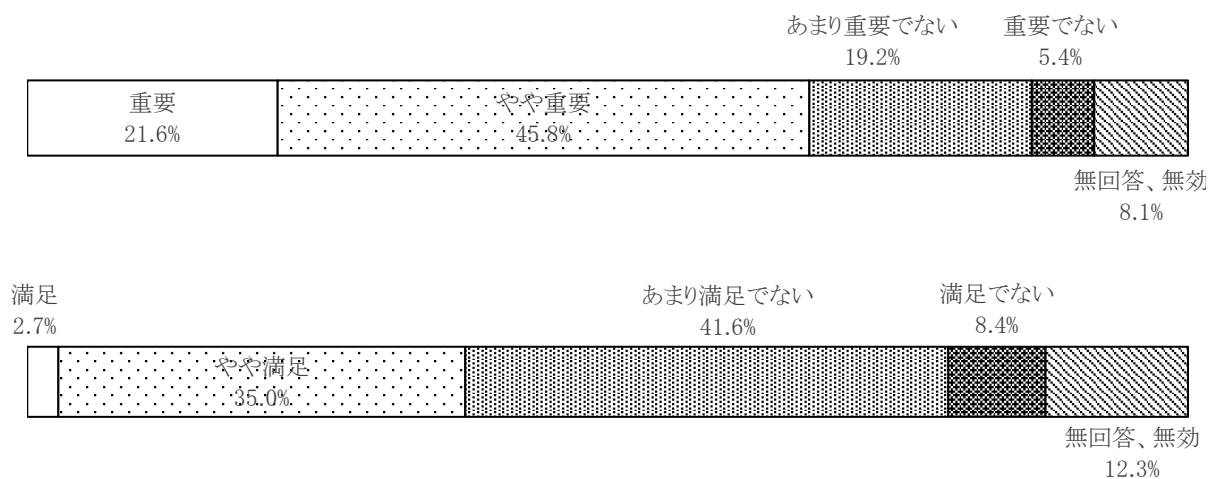 あまり重要でない
19.2%
重要でない
5.4%
重要
21.6%
やや重要
45.8%
無回答、無効
8.1%
満足
2.7%
あまり満足でない
41.6%
満足でない
8.4%
やや満足
35.0%
無回答、無効
12.3%